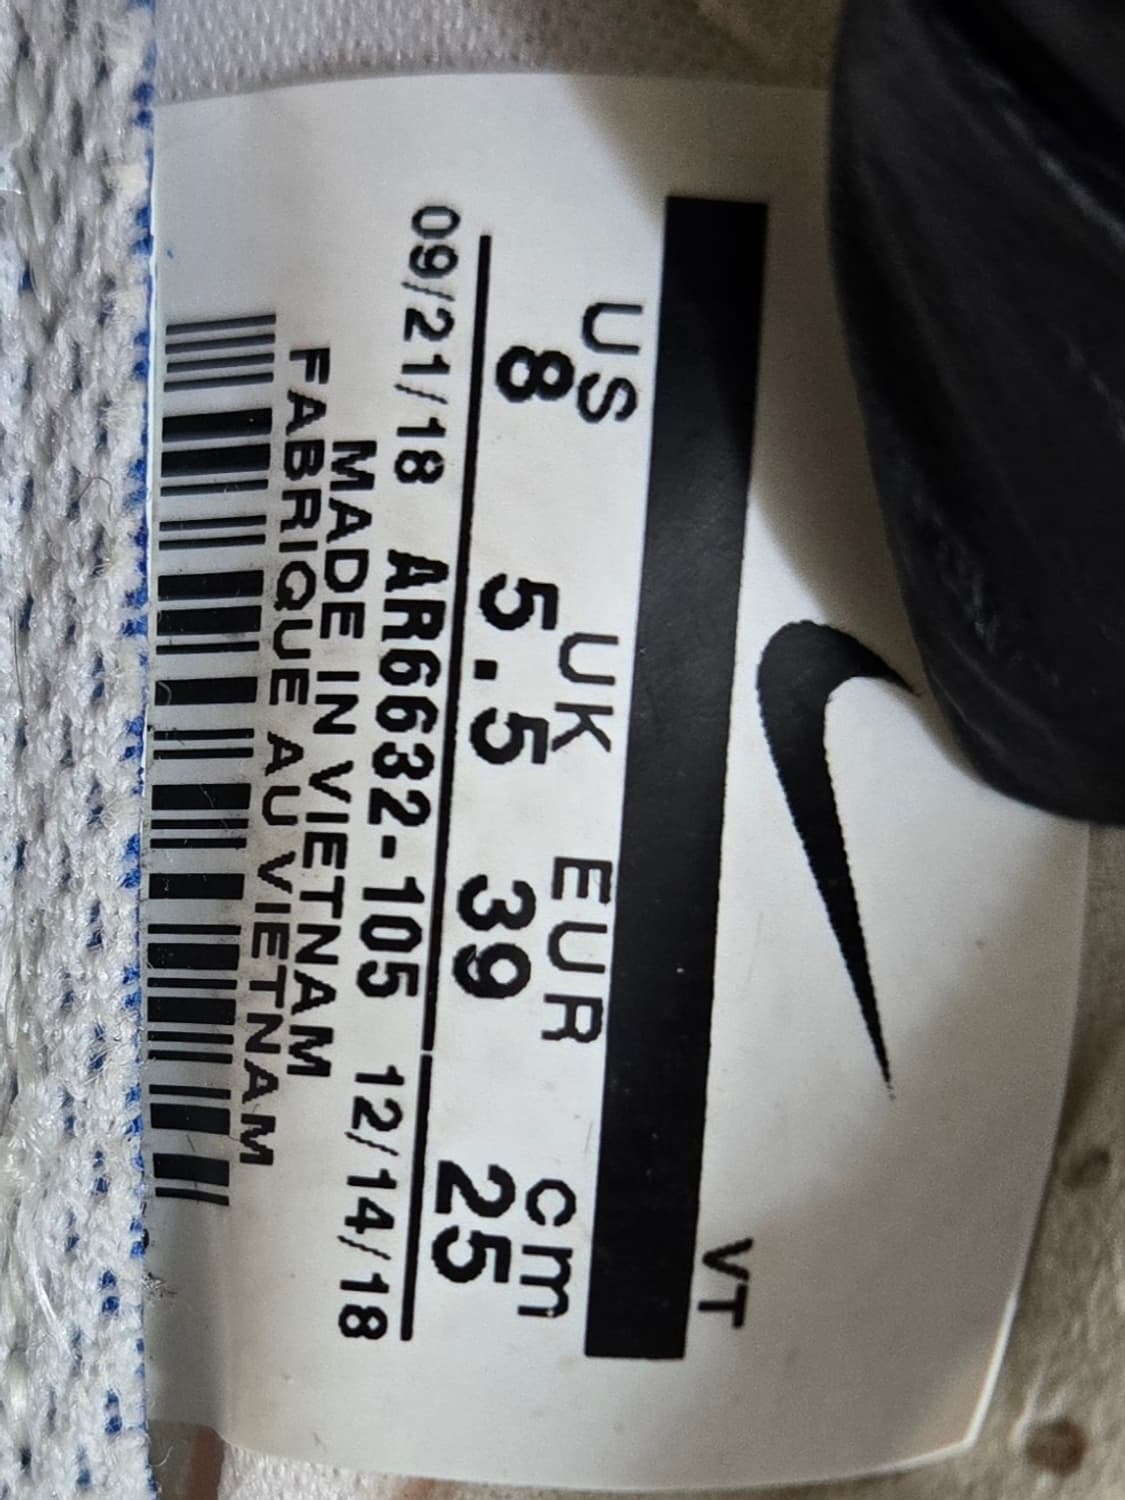 VT
US UK EUR cm
8 5.5 39 25
09/21/18 AR6632-105 12/14/18
MADE IN VIETNAM
FABRIQUE AU VIETNAM